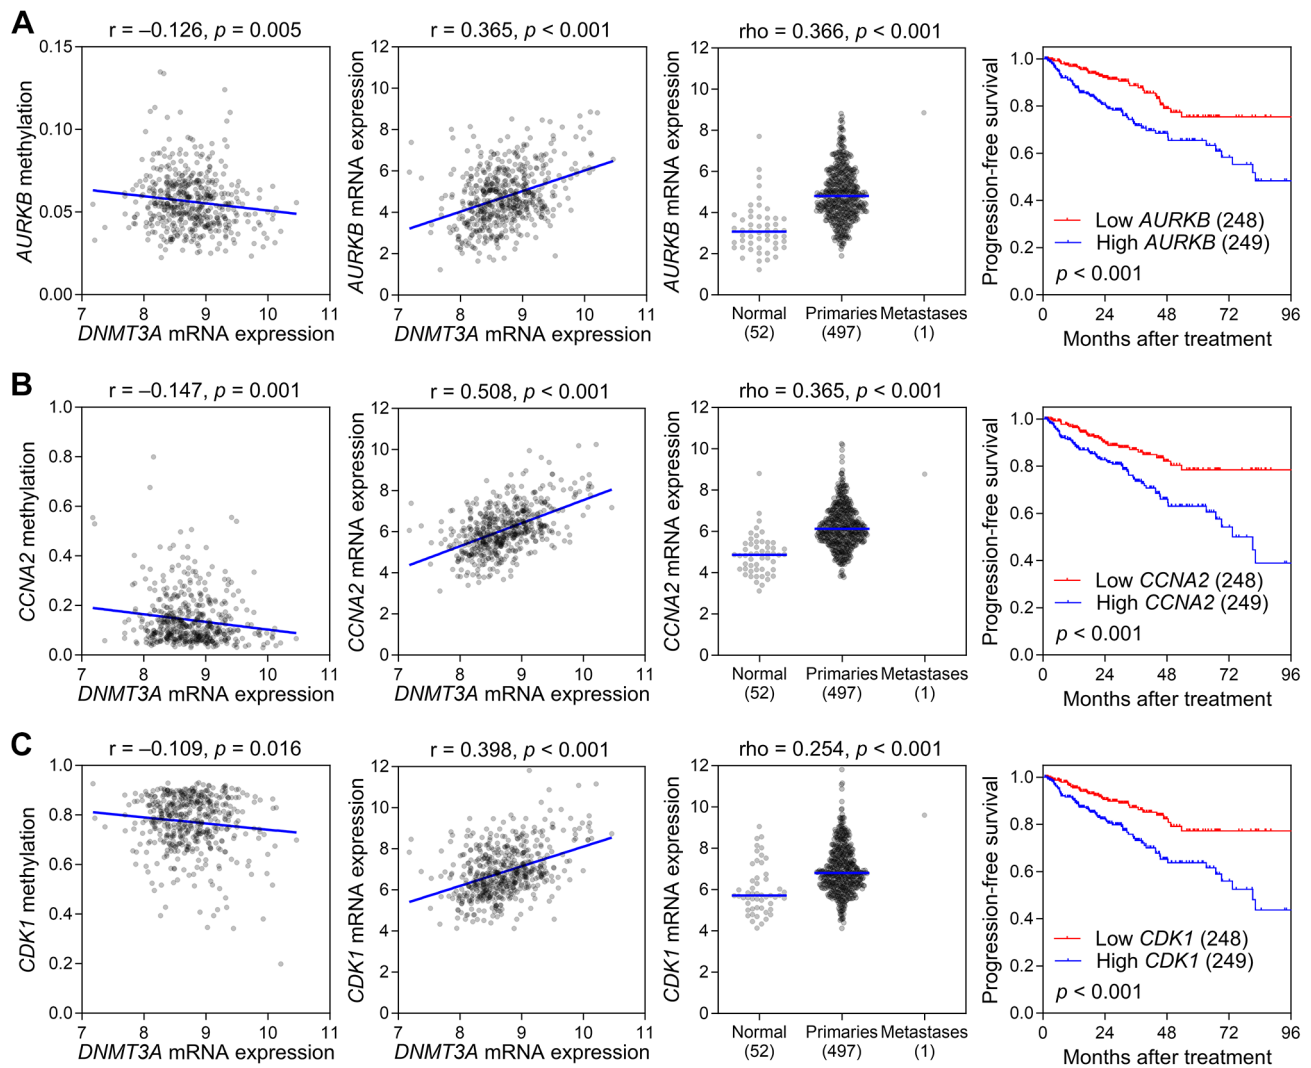 A
r = –0.126, p = 0.005
AURKB methylation
0.15
0.10
0.05
0.00
7 8 9 10 11
DNMT3A mRNA expression
r = 0.365, p < 0.001
AURKB mRNA expression
12
10
8
6
4
2
0
7 8 9 10 11
DNMT3A mRNA expression
rho = 0.366, p < 0.001
AURKB mRNA expression
12
10
8
6
4
2
0
Normal Primaries Metastases
(52) (497) (1)
Progression-free survival
1.0
0.8
0.6
0.4
0.2
0.0
Low AURKB (248)
High AURKB (249)
p < 0.001
0 24 48 72 96
Months after treatment
B
r = –0.147, p = 0.001
CCNA2 methylation
1.0
0.8
0.6
0.4
0.2
0.0
7 8 9 10 11
DNMT3A mRNA expression
r = 0.508, p < 0.001
CCNA2 mRNA expression
12
10
8
6
4
2
0
7 8 9 10 11
DNMT3A mRNA expression
rho = 0.365, p < 0.001
CCNA2 mRNA expression
12
10
8
6
4
2
0
Normal Primaries Metastases
(52) (497) (1)
Progression-free survival
1.0
0.8
0.6
0.4
0.2
0.0
Low CCNA2 (248)
High CCNA2 (249)
p < 0.001
0 24 48 72 96
Months after treatment
C
r = –0.109, p = 0.016
CDK1 methylation
1.0
0.8
0.6
0.4
0.2
0.0
7 8 9 10 11
DNMT3A mRNA expression
r = 0.398, p < 0.001
CDK1 mRNA expression
12
10
8
6
4
2
0
7 8 9 10 11
DNMT3A mRNA expression
rho = 0.254, p < 0.001
CDK1 mRNA expression
12
10
8
6
4
2
0
Normal Primaries Metastases
(52) (497) (1)
Progression-free survival
1.0
0.8
0.6
0.4
0.2
0.0
Low CDK1 (248)
High CDK1 (249)
p < 0.001
0 24 48 72 96
Months after treatment